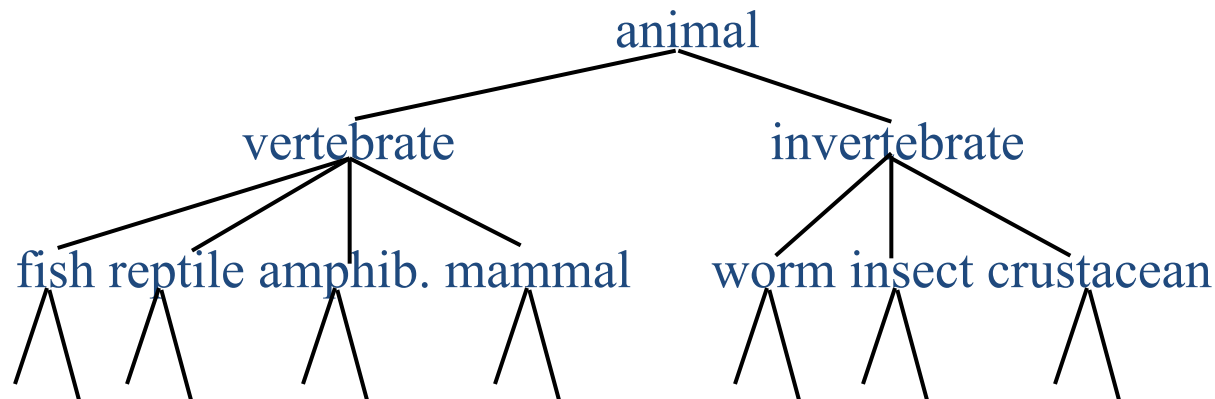 animal
vertebrate invertebrate
fish reptile amphib. mammal worm insect crustacean